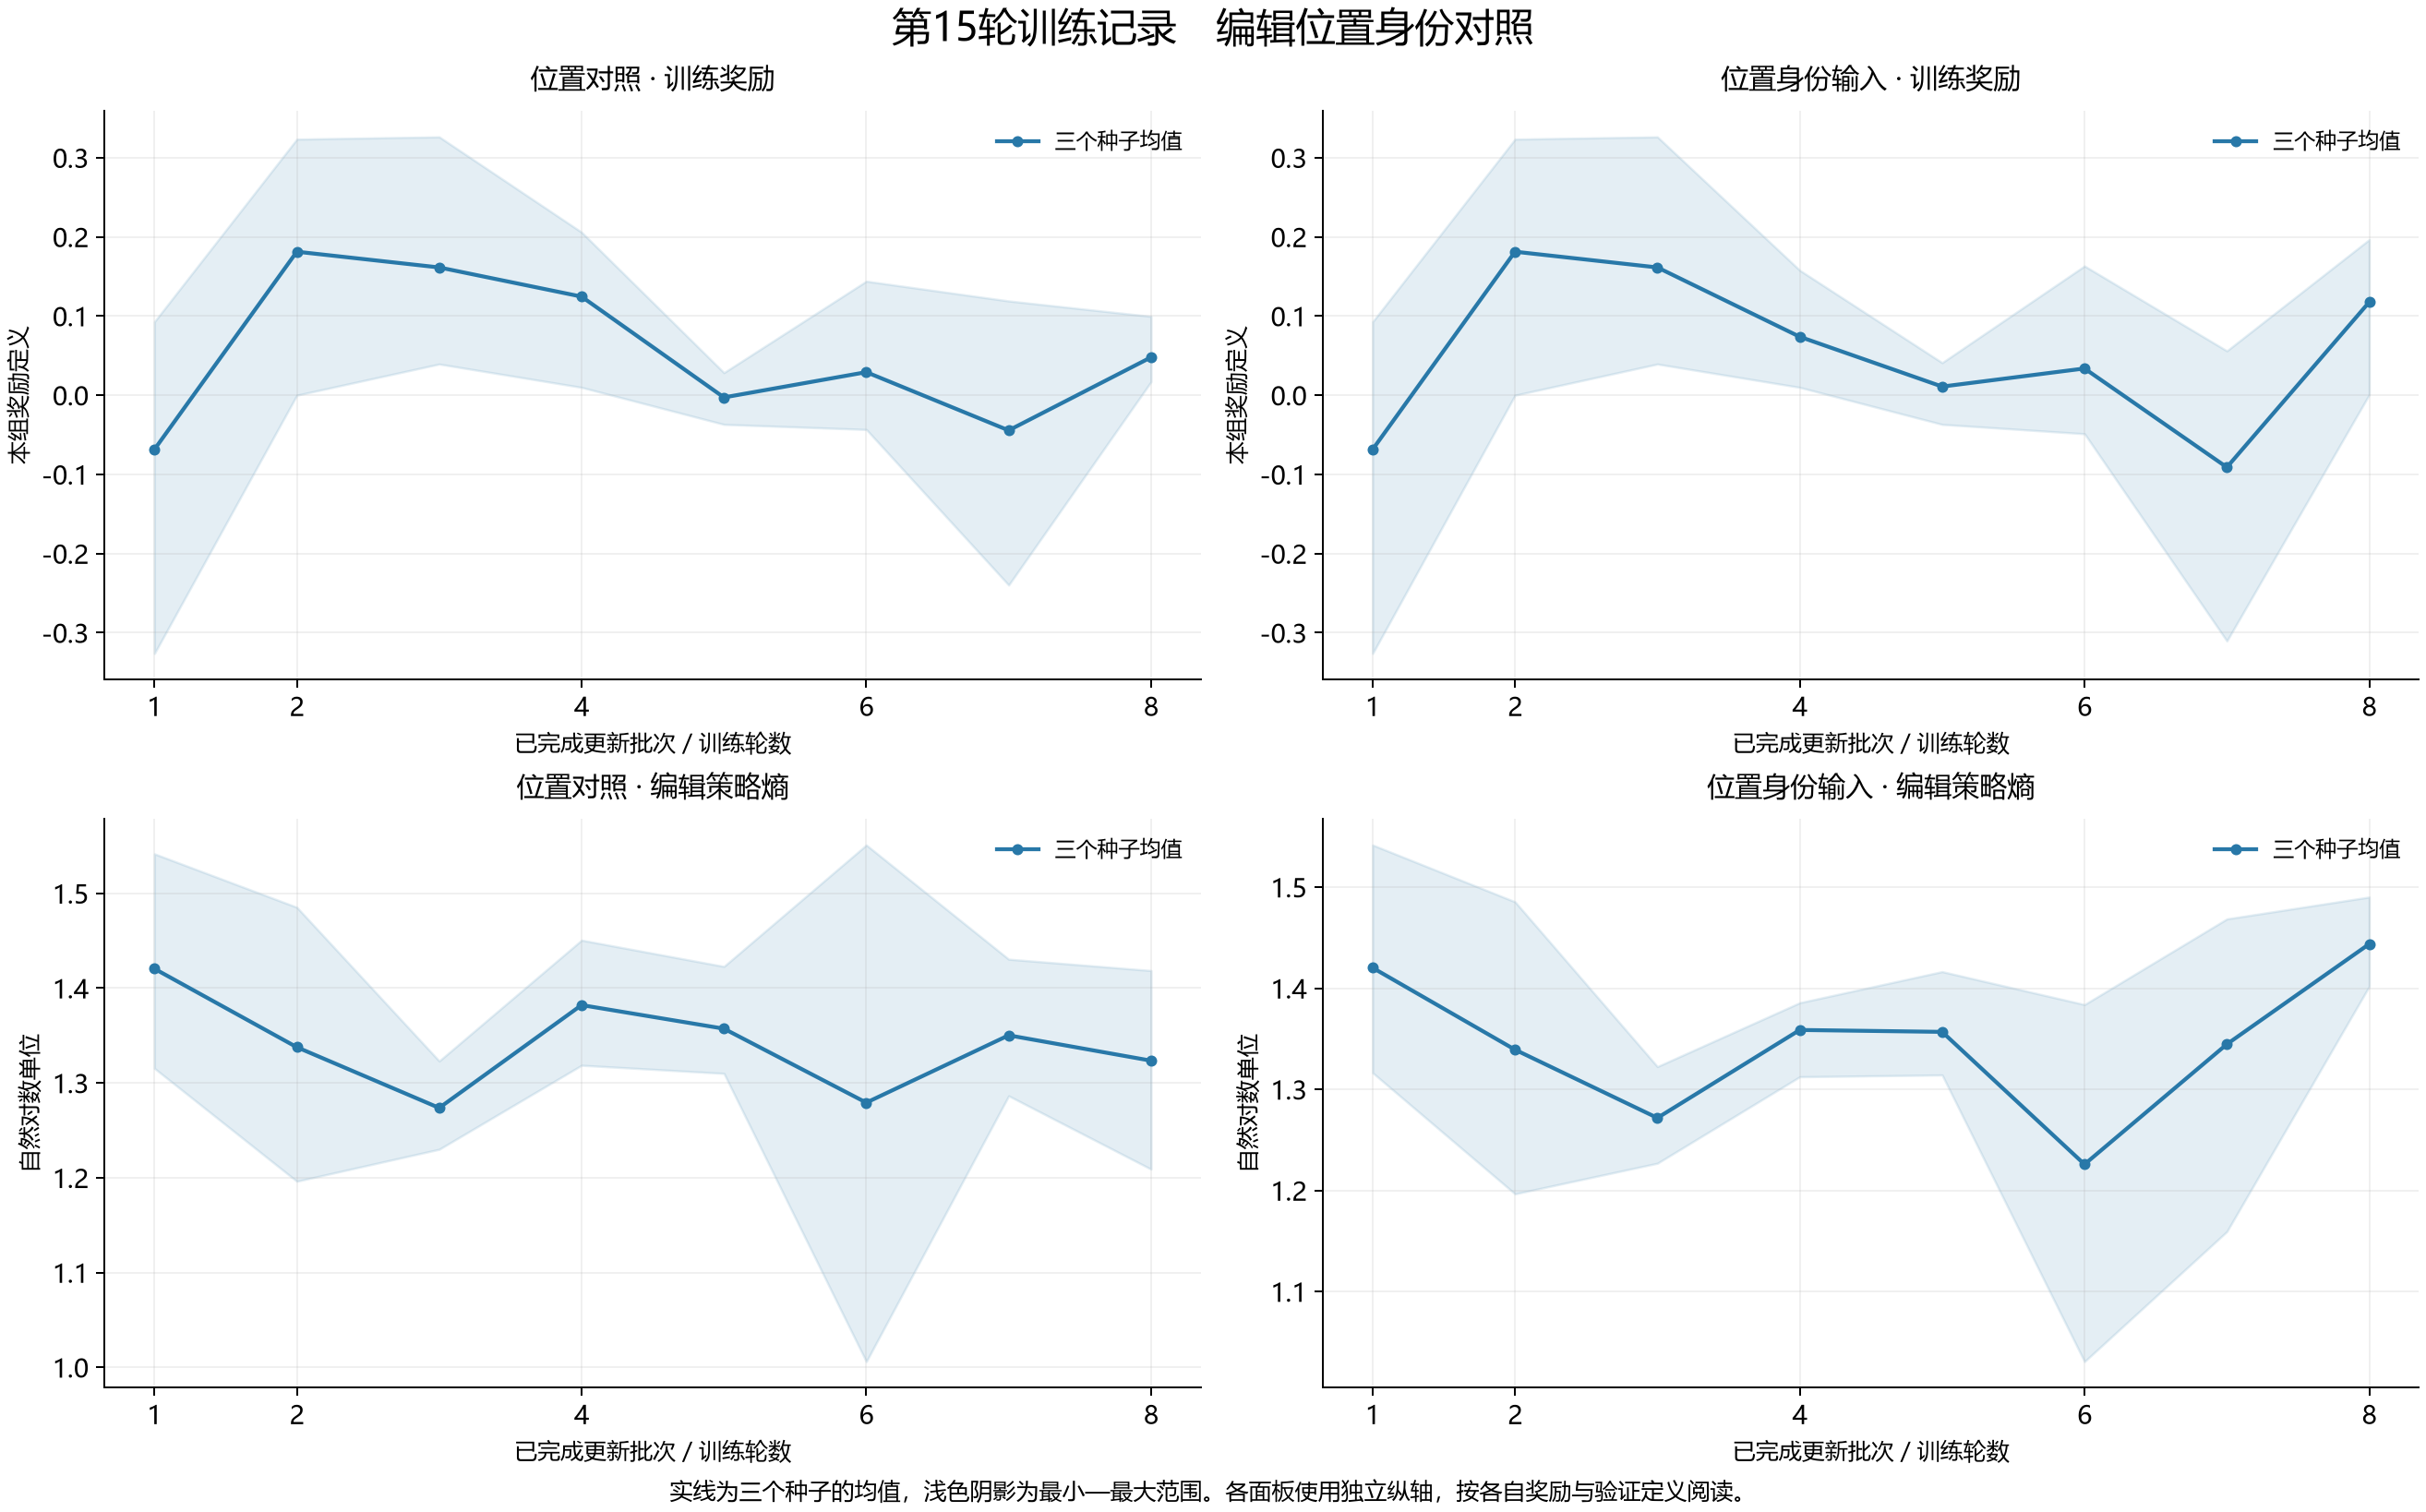 第15轮训练记录　编辑位置身份对照
位置对照 · 训练奖励
本组奖励定义
0.3
0.2
0.1
0.0
-0.1
-0.2
-0.3
三个种子均值
1 2 4 6 8
已完成更新批次 / 训练轮数
位置身份输入 · 训练奖励
本组奖励定义
0.3
0.2
0.1
0.0
-0.1
-0.2
-0.3
三个种子均值
1 2 4 6 8
已完成更新批次 / 训练轮数
位置对照 · 编辑策略熵
自然对数单位
1.5
1.4
1.3
1.2
1.1
1.0
三个种子均值
1 2 4 6 8
已完成更新批次 / 训练轮数
位置身份输入 · 编辑策略熵
自然对数单位
1.5
1.4
1.3
1.2
1.1
三个种子均值
1 2 4 6 8
已完成更新批次 / 训练轮数
实线为三个种子的均值，浅色阴影为最小—最大范围。各面板使用独立纵轴，按各自奖励与验证定义阅读。